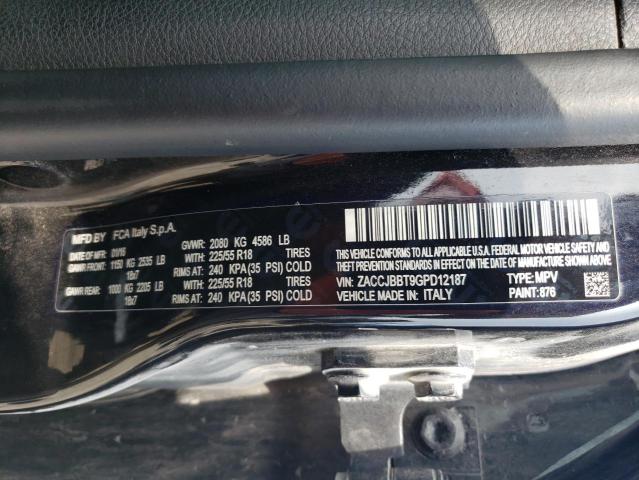 MFD BY FCA Italy S.p.A.
DATE OF MFR 01/16 GVWR: 2080 KG 4586 LB
GAWR FRONT: 1150 KG 2535 LB WITH 225/55 R18 TIRES
18x7 RIMS AT: 240 KPA(35 PSI) COLD
GAWR REAR: 1000 KG 2205 LB WITH 225/55 R18 TIRES
18x7 RIMS AT: 240 KPA(35 PSI) COLD
THIS VEHICLE CONFORMS TO ALL APPLICABLE U.S.A. FEDERAL MOTOR VEHICLE
SAFETY, BUMPER, AND THEFT PREVENTION STANDARDS IN EFFECT ON THE
DATE OF MANUFACTURE SHOWN ABOVE.
VIN: ZACCJBBT9GPD12187 TYPE: MPV
VEHICLE MADE IN: ITALY PAINT: 876